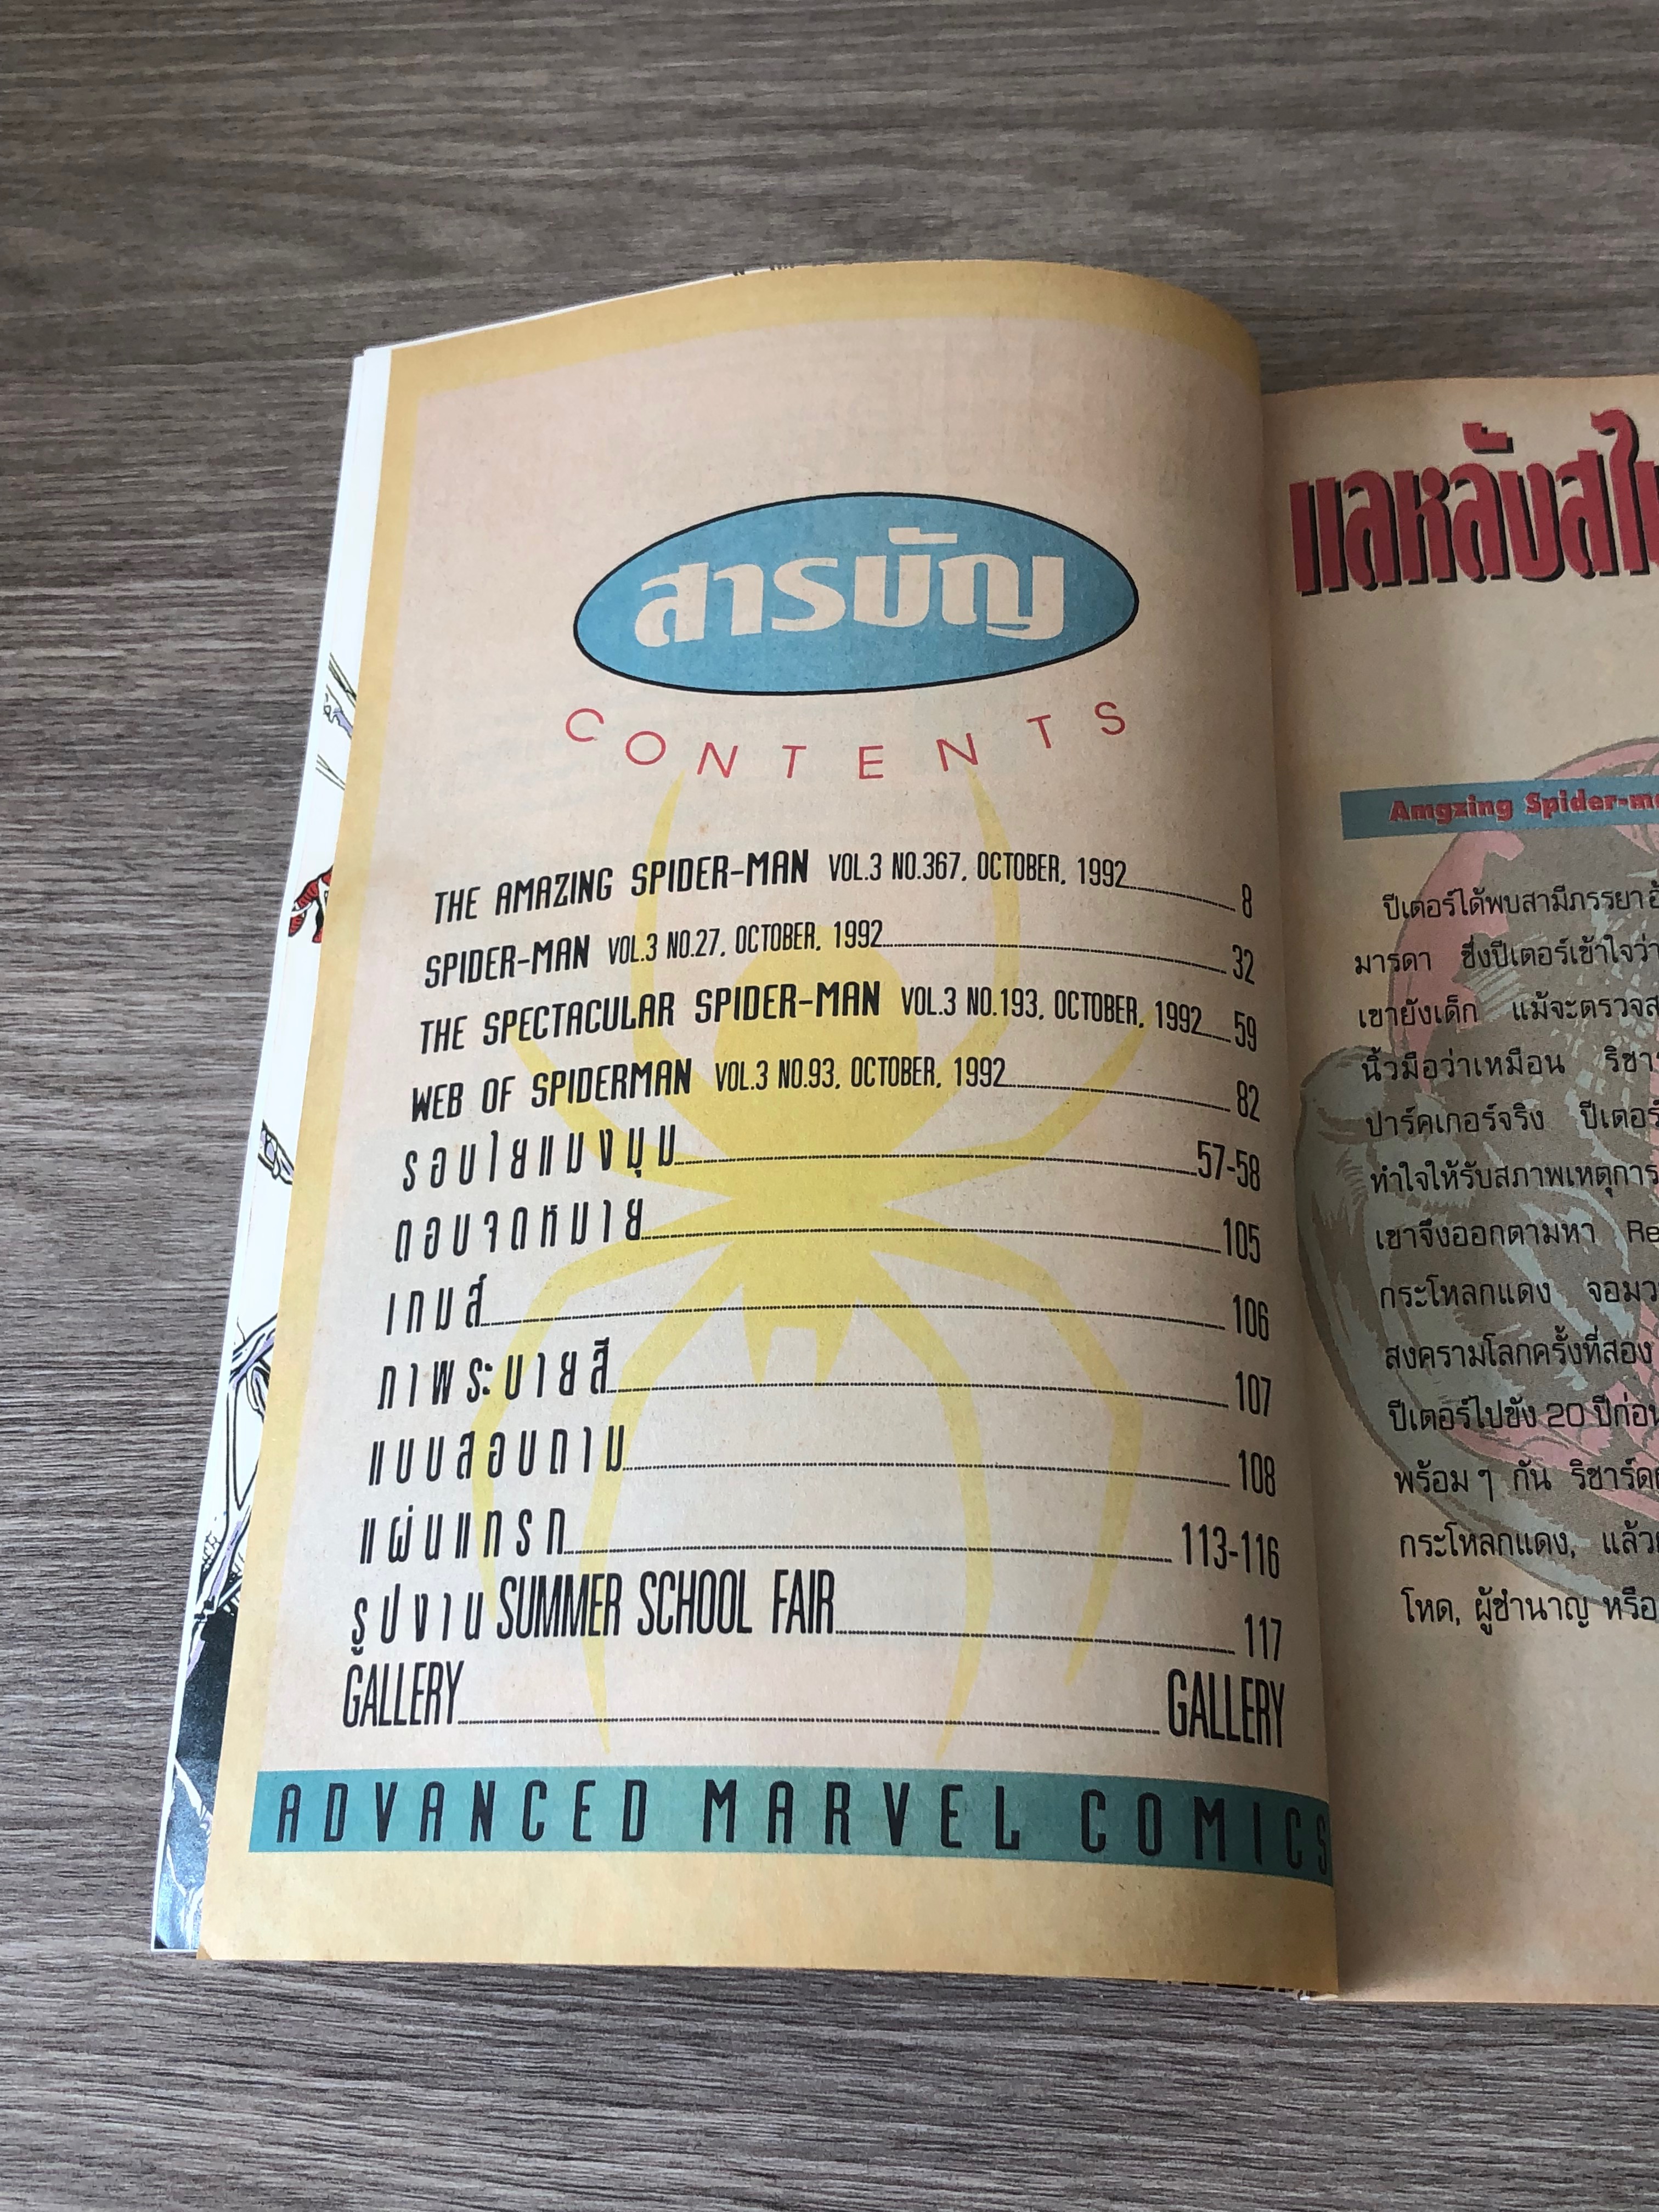 สารบัญ
CONTENTS
THE AMAZING SPIDER-MAN VOL.3 NO.367, OCTOBER, 1992 8
SPIDER-MAN VOL.3 NO.27, OCTOBER, 1992 32
THE SPECTACULAR SPIDER-MAN VOL.3 NO.193, OCTOBER, 1992 59
WEB OF SPIDERMAN VOL.3 NO.93, OCTOBER, 1992 82
รอบใยแมงมุม 57-58
ตอบจดหมาย 105
เกมส์ 106
ภาพระบายสี 107
แบบสอบถาม 108
แผ่นแทรก 113-116
รูปงาน SUMMER SCHOOL FAIR 117
GALLERY GALLERY
ADVANCED MARVEL COMICS
แลหลังส
Amgzing Spider-m
ปีเตอร์ได้พบสามีภรรยา
มารดา ซึ่งปีเตอร์เข้าใจว่า
เขายังเด็ก แม้จะตรวจส
นิ้วมือว่าเหมือน ริชา
ปาร์คเกอร์จริง ปีเตอร์
ทำใจให้รับสภาพเหตุการ
เขาจึงออกตามหา Re
กระโหลกแดง จอมว
สงครามโลกครั้งที่สอง
ปีเตอร์ไปยัง 20 ปีก่อน
พร้อมๆ กัน ริชาร์ด
กระโหลกแดง, แล้ว
โหด, ผู้ชำนาญ หรือ